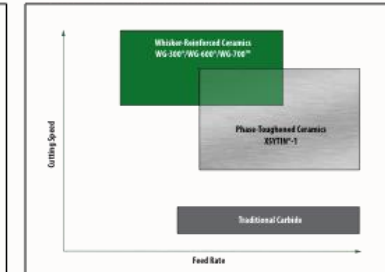 Whisker-Reinforced Ceramics
WG-300®/WG-600®/WG-700™
Phase-Toughened Ceramics
XSYTIN®-1
Traditional Carbide
Cutting Speed
Feed Rate